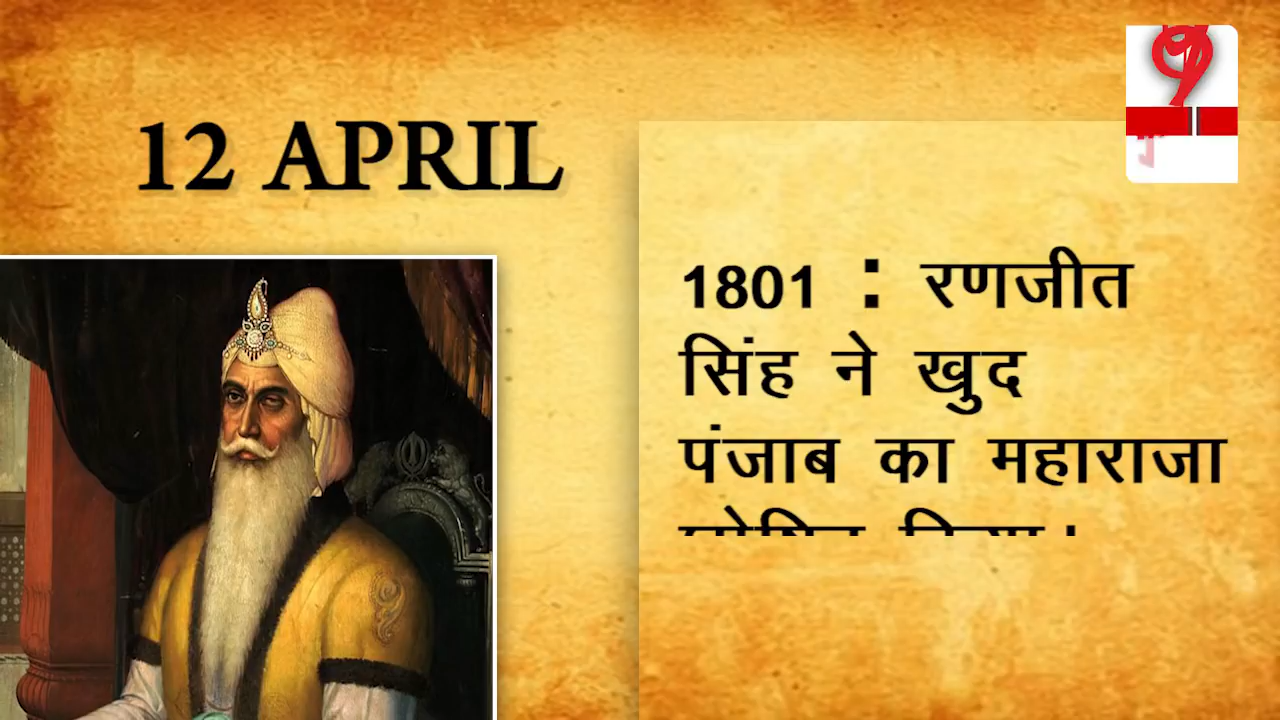 12 APRIL
1801 : रणजीत
सिंह ने खुद
पंजाब का महाराजा